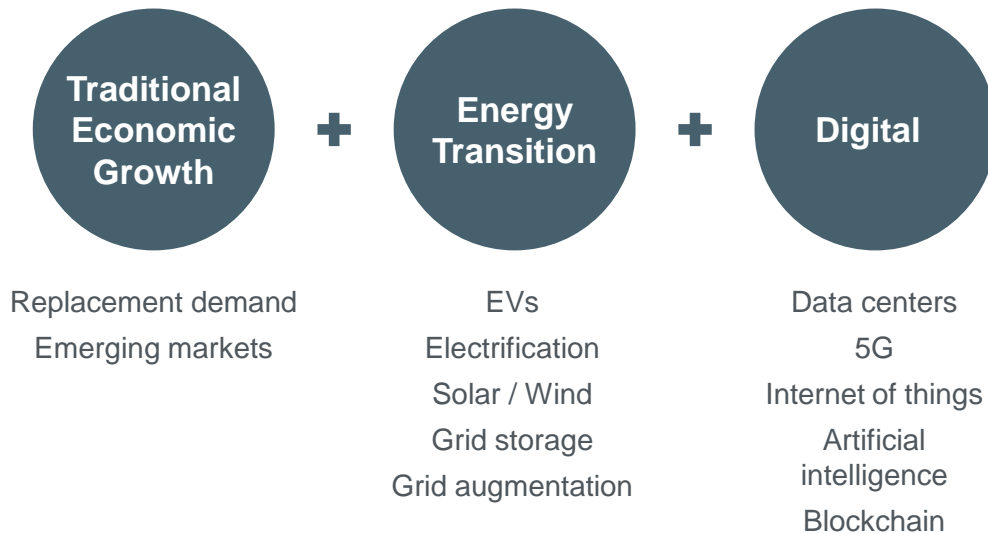 Traditional
Economic
Growth
Energy
Transition
Digital
Replacement demand
Emerging markets
EVs
Electrification
Solar / Wind
Grid storage
Grid augmentation
Data centers
5G
Internet of things
Artificial
intelligence
Blockchain